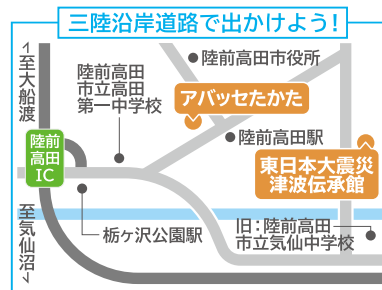 三陸沿岸道路で出かけよう!
↑至大船渡
陸前高田市役所
陸前高田
市立高田
第一中学校
アバッセたかた
陸前
高田
IC
陸前高田駅
東日本大震災
津波伝承館
至気仙沼↓
栃ヶ沢公園駅
旧:陸前高田
市立気仙中学校